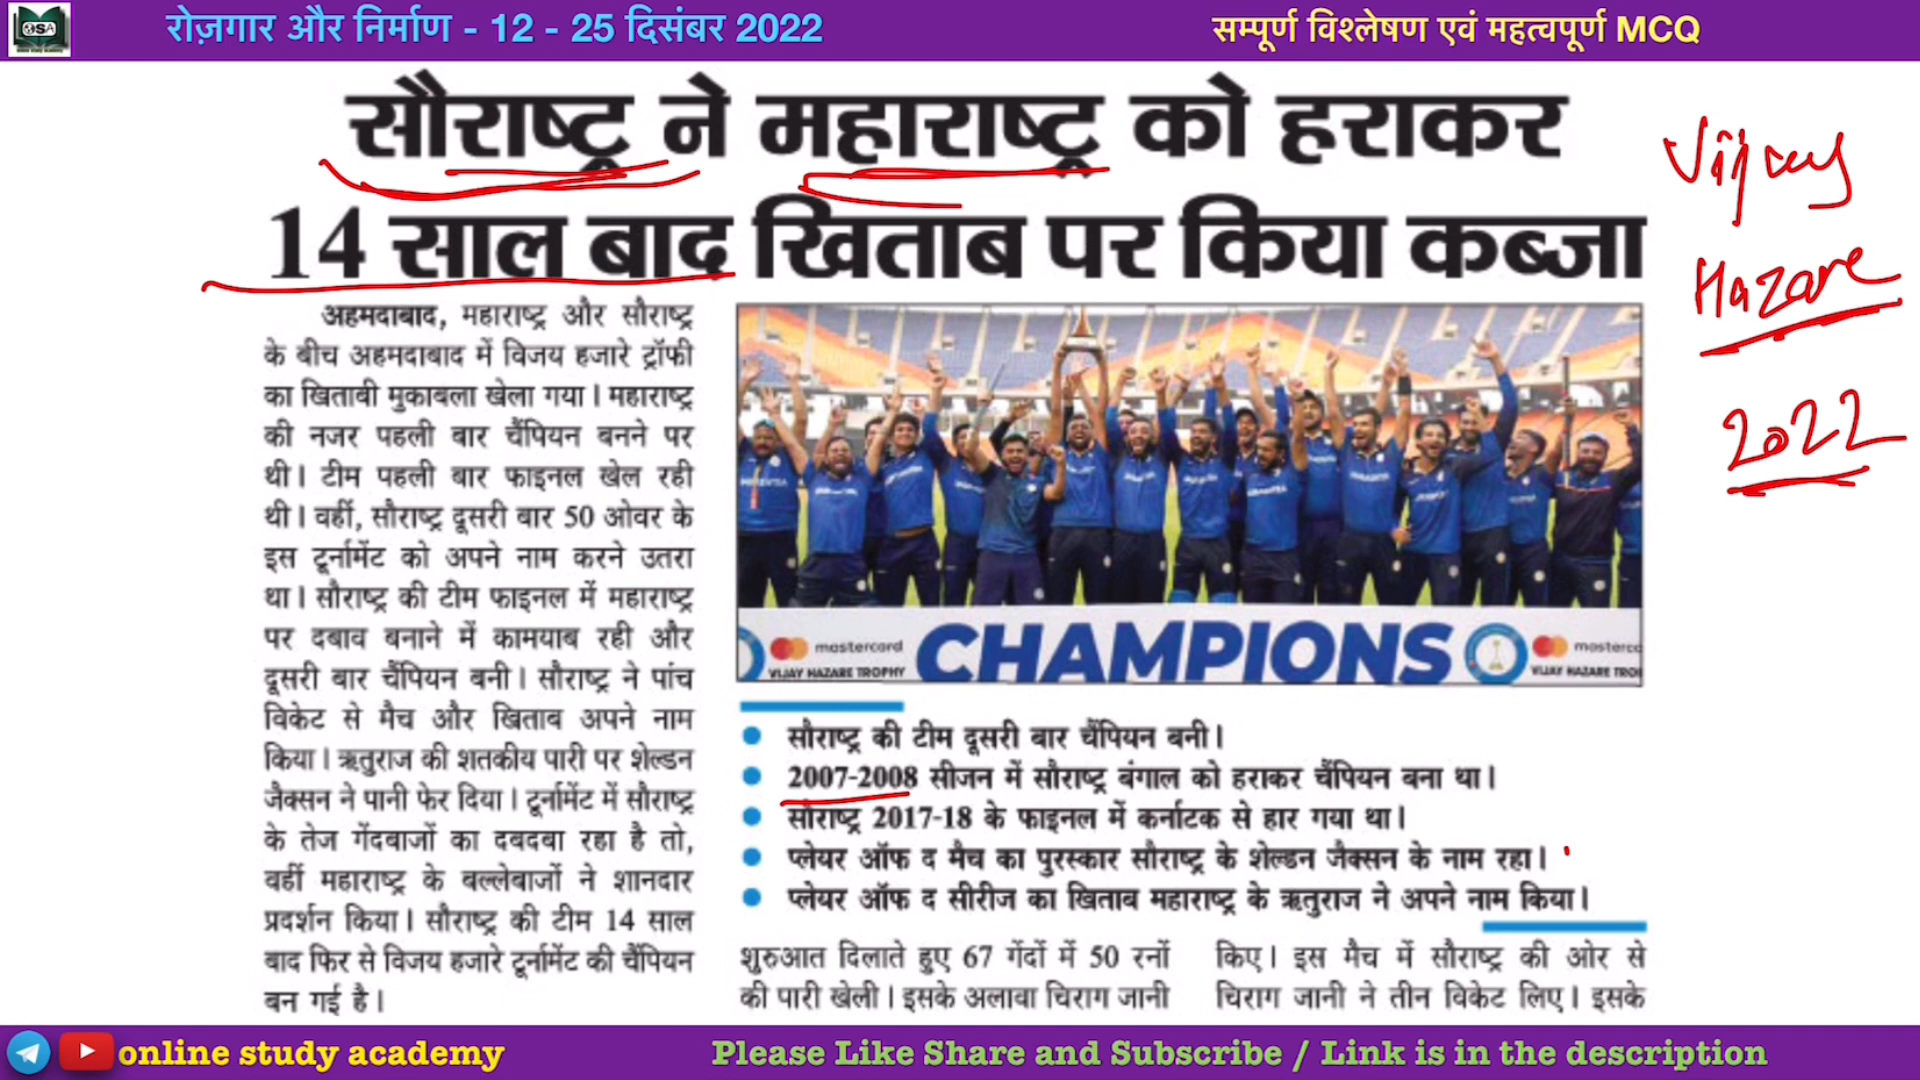 OSA
रोज़गार और निर्माण - 12 - 25 दिसंबर 2022
सम्पूर्ण विश्लेषण एवं महत्वपूर्ण MCQ
सौराष्ट्र ने महाराष्ट्र को हराकर
14 साल बाद खिताब पर किया कब्जा
Vijay
Hazare
2022
अहमदाबाद, महाराष्ट्र और सौराष्ट्र
के बीच अहमदाबाद में विजय हजारे ट्रॉफी
का खिताबी मुकाबला खेला गया। महाराष्ट्र
की नजर पहली बार चैंपियन बनने पर
थी। टीम पहली बार फाइनल खेल रही
थी। वहीं, सौराष्ट्र दूसरी बार 50 ओवर के
इस टूर्नामेंट को अपने नाम करने उतरा
था। सौराष्ट्र की टीम फाइनल में महाराष्ट्र
पर दबाव बनाने में कामयाब रही और
दूसरी बार चैंपियन बनी। सौराष्ट्र ने पांच
विकेट से मैच और खिताब अपने नाम
किया। ऋतुराज की शतकीय पारी पर शेल्डन
जैक्सन ने पानी फेर दिया। टूर्नामेंट में सौराष्ट्र
के तेज गेंदबाजों का दबदबा रहा है तो,
वहीं महाराष्ट्र के बल्लेबाजों ने शानदार
प्रदर्शन किया। सौराष्ट्र की टीम 14 साल
बाद फिर से विजय हजारे टूर्नामेंट की चैंपियन
बन गई है।
mastercard
VIJAY HAZARE TROPHY
CHAMPIONS
masterc
VIJAY HAZARE TRO
सौराष्ट्र की टीम दूसरी बार चैंपियन बनी।
2007-2008 सीजन में सौराष्ट्र बंगाल को हराकर चैंपियन बना था।
सौराष्ट्र 2017-18 के फाइनल में कर्नाटक से हार गया था।
प्लेयर ऑफ द मैच का पुरस्कार सौराष्ट्र के शेल्डन जैक्सन के नाम रहा।
प्लेयर ऑफ द सीरीज का खिताब महाराष्ट्र के ऋतुराज ने अपने नाम किया।
शुरुआत दिलाते हुए 67 गेंदों में 50 रनों
की पारी खेली। इसके अलावा चिराग जानी
किए। इस मैच में सौराष्ट्र की ओर से
चिराग जानी ने तीन विकेट लिए। इसके
online study academy
Please Like Share and Subscribe / Link is in the description